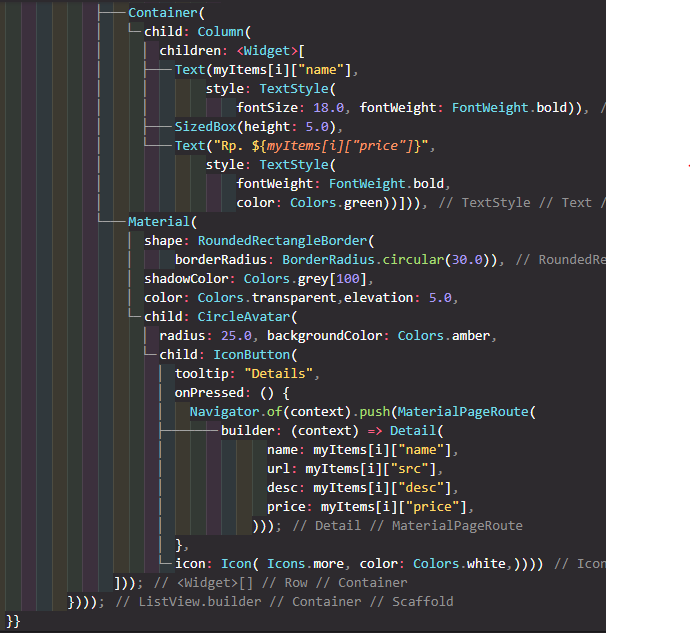 Container(
child: Column(
children: <Widget>[
Text(myItems[i]["name"],
style: TextStyle(
fontSize: 18.0, fontWeight: FontWeight.bold)), /
SizedBox(height: 5.0),
Text("Rp. ${myItems[i]["price"]}",
style: TextStyle(
fontWeight: FontWeight.bold,
color: Colors.green))])), // TextStyle // Text /
Material(
shape: RoundedRectangleBorder(
borderRadius: BorderRadius.circular(30.0)), // RoundedRe
shadowColor: Colors.grey[100],
color: Colors.transparent,elevation: 5.0,
child: CircleAvatar(
radius: 25.0, backgroundColor: Colors.amber,
child: IconButton(
tooltip: "Details",
onPressed: () {
Navigator.of(context).push(MaterialPageRoute(
builder: (context) => Detail(
name: myItems[i]["name"],
url: myItems[i]["src"],
desc: myItems[i]["desc"],
price: myItems[i]["price"],
))); // Detail // MaterialPageRoute
},
icon: Icon( Icons.more, color: Colors.white,)))) // Icon
])); // <Widget>[] // Row // Container
}))); // ListView.builder // Container // Scaffold
}}